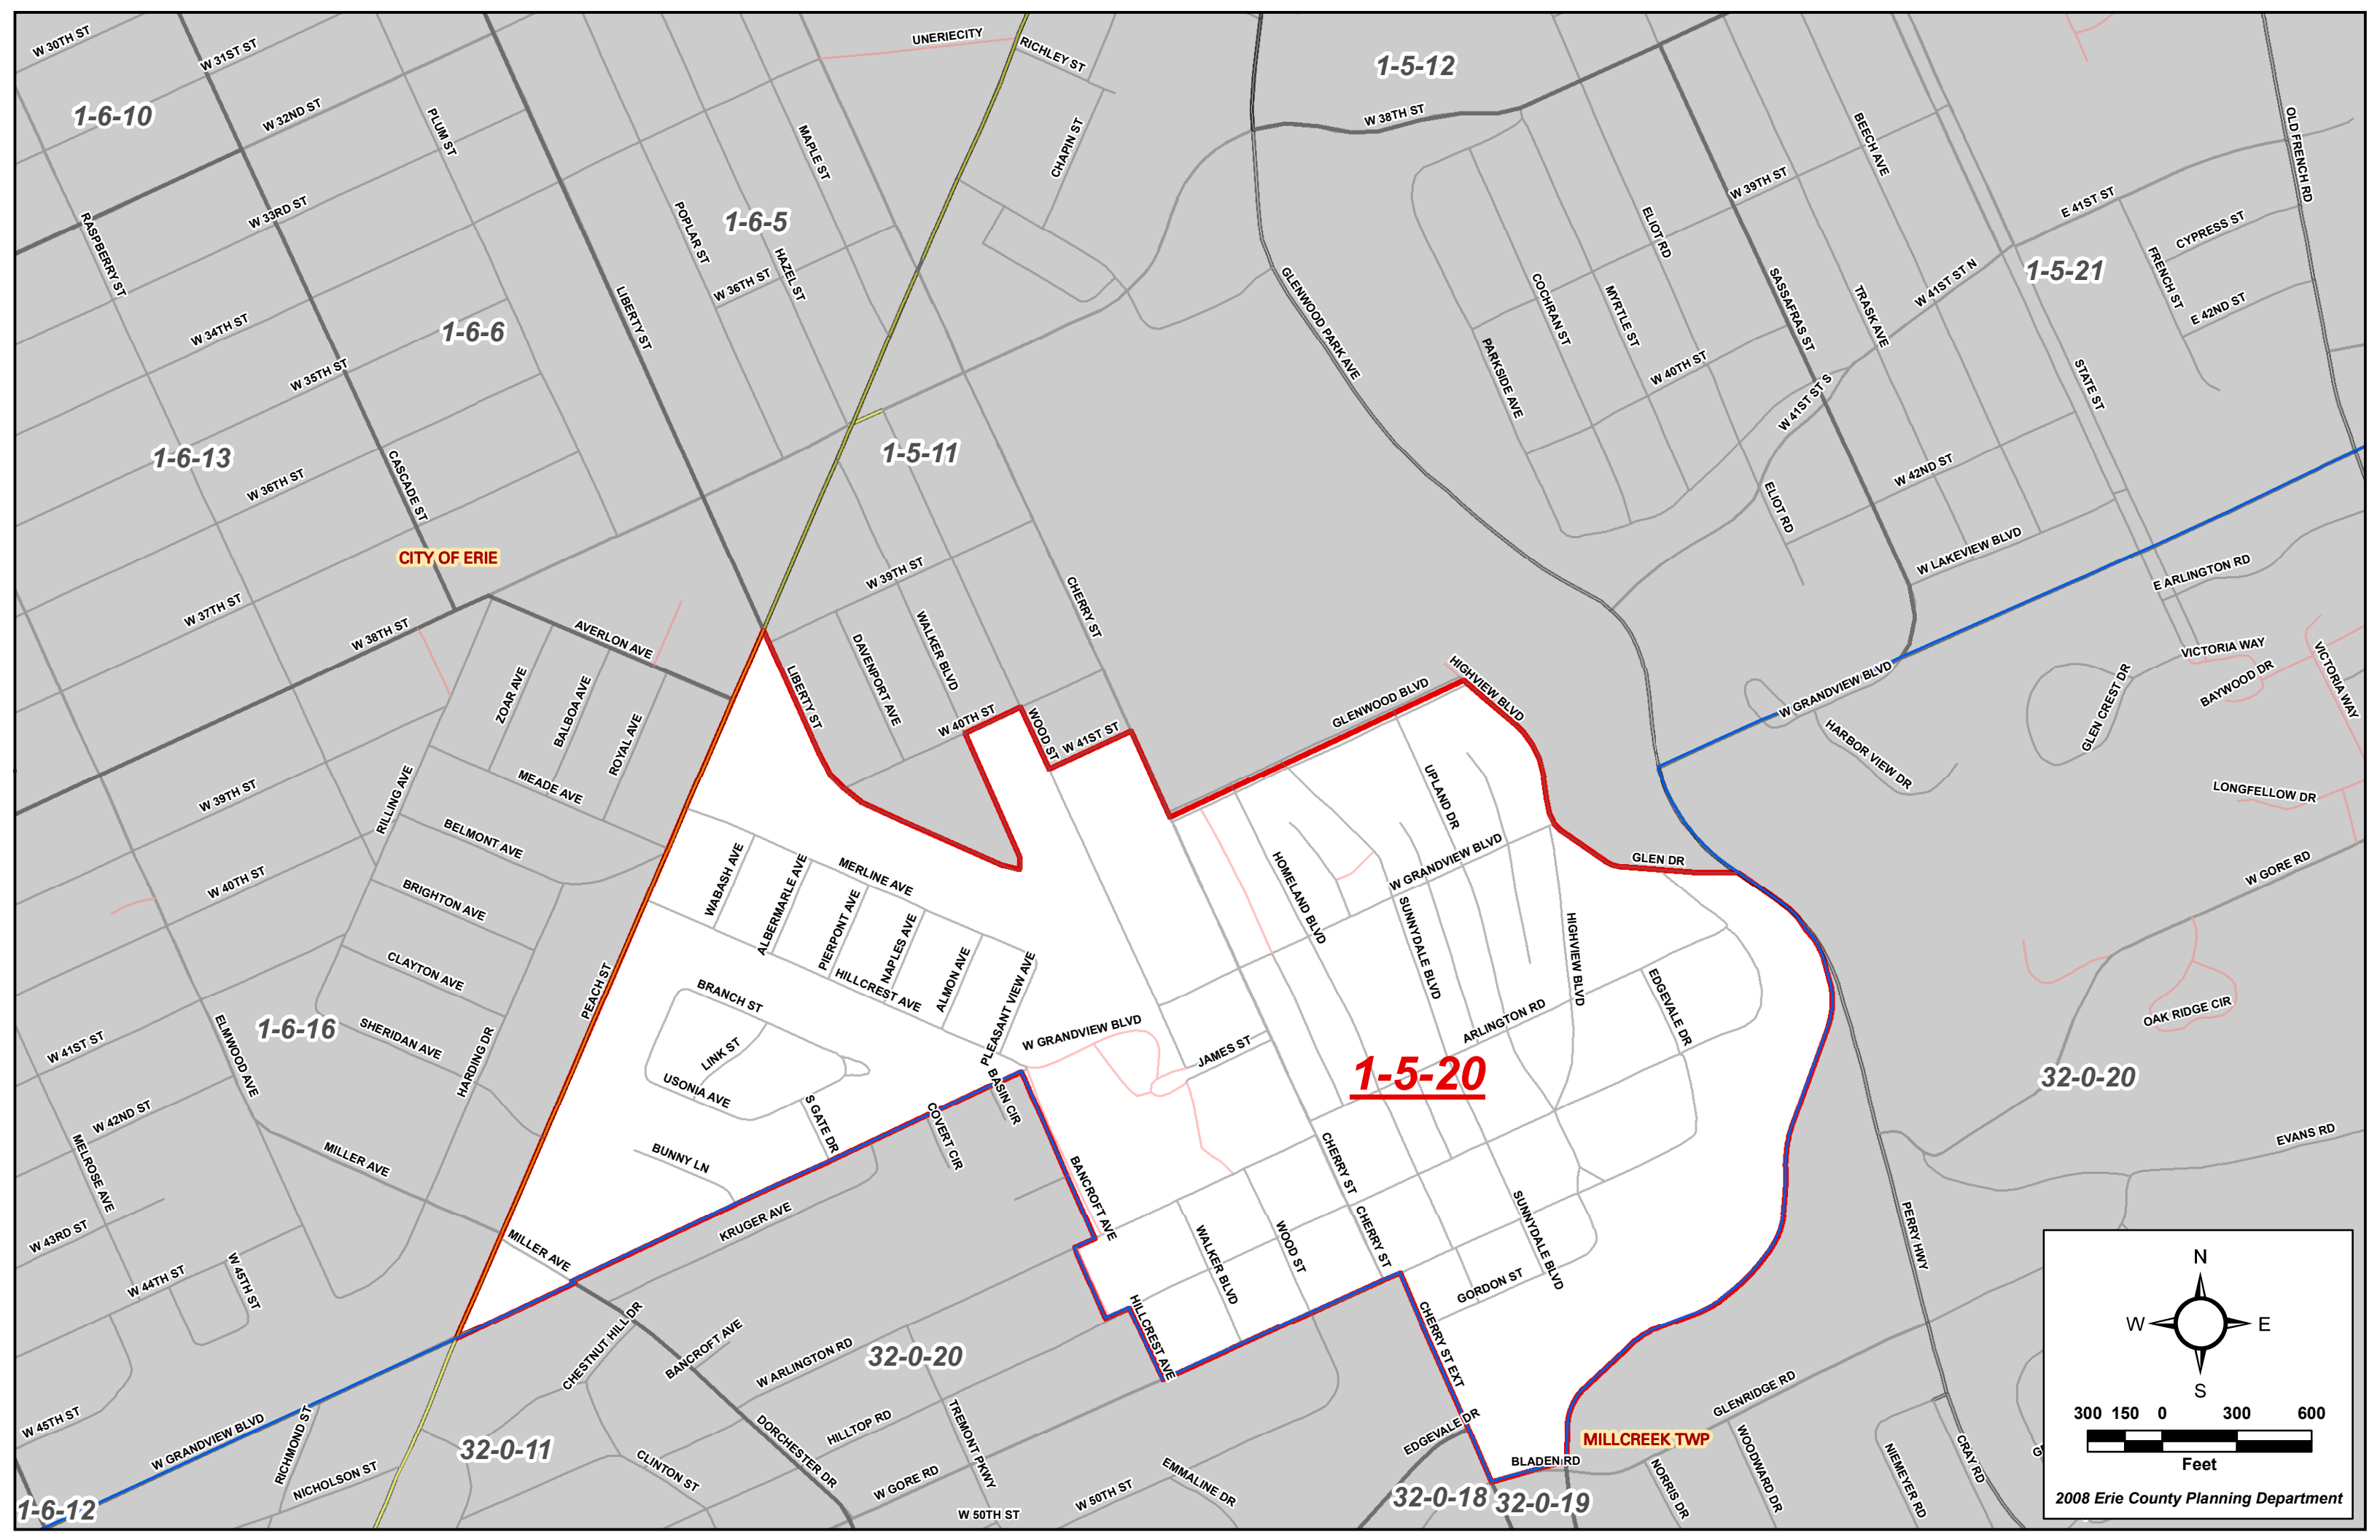 W 30TH ST
W 31ST ST
UNERIECITY
RICHLEY ST
1-5-12
1-6-10
W 32ND ST
PLUM ST
MAPLE ST
CHAPIN ST
W 38TH ST
BEECH AVE
OLD FRENCH RD
RASPBERRY ST
W 33RD ST
POPLAR ST
1-6-5
HAZEL ST
W 36TH ST
W 39TH ST
ELIOT RD
E 41ST ST
CYPRESS ST
FRENCH ST
E 42ND ST
1-5-21
W 34TH ST
1-6-6
LIBERTY ST
GLENWOOD PARK AVE
COCHRAN ST
MYRTLE ST
SASSAFRAS ST
TRASK AVE
W 41ST ST N
PARKSIDE AVE
W 40TH ST
W 41ST ST S
STATE ST
W 35TH ST
1-6-13
W 36TH ST
CASCADE ST
1-5-11
W 42ND ST
ELIOT RD
W LAKEVIEW BLVD
E ARLINGTON RD
CITY OF ERIE
W 37TH ST
W 38TH ST
AVERLON AVE
W 39TH ST
CHERRY ST
WALKER BLVD
DAVENPORT AVE
LIBERTY ST
ZOAR AVE
BALBOA AVE
ROYAL AVE
W 40TH ST
WOOD ST
W 41ST ST
GLENWOOD BLVD
HIGHVIEW BLVD
W GRANDVIEW BLVD
VICTORIA WAY
BAYWOOD DR
VICTORIA WAY
GLEN CREST DR
HARBOR VIEW DR
LONGFELLOW DR
MEADE AVE
W 39TH ST
RILLING AVE
BELMONT AVE
UPLAND DR
W GRANDVIEW BLVD
GLEN DR
W GORE RD
W 40TH ST
BRIGHTON AVE
WABASH AVE
ALBERMARLE AVE
MERLINE AVE
PIERPONT AVE
NAPLES AVE
ALMON AVE
PLEASANT VIEW AVE
HILLCREST AVE
HOMELAND BLVD
SUNNYDALE BLVD
HIGHVIEW BLVD
EDGEVALE DR
CLAYTON AVE
PEACH ST
BRANCH ST
LINK ST
USONIA AVE
W GRANDVIEW BLVD
JAMES ST
ARLINGTON RD
OAK RIDGE CIR
1-6-16
SHERIDAN AVE
HARDING DR
ELMWOOD AVE
W 41ST ST
1-5-20
32-0-20
BASIN CIR
COVERT CIR
S GATE DR
BUNNY LN
W 42ND ST
MELROSE AVE
MILLER AVE
EVANS RD
CHERRY ST
BANCROFT AVE
KRUGER AVE
SUNNYDALE BLVD
PERRY HWY
W 43RD ST
W 44TH ST
W 45TH ST
MILLER AVE
CHERRY ST
WALKER BLVD
WOOD ST
GORDON ST
N
W
E
S
CHESTNUT HILL DR
BANCROFT AVE
W ARLINGTON RD
32-0-20
HILLCREST AVE
CHERRY ST EXT
GLENRIDGE RD
W 45TH ST
W GRANDVIEW BLVD
RICHMOND ST
32-0-11
DORCHESTER DR
HILLTOP RD
TREMONT PKWY
EDGEVALE DR
MILLCREEK TWP
BLADEN RD
WOODWARD DR
NORRIS DR
NIEMEYER RD
CRAY RD
300 150 0 300 600
Feet
NICHOLSON ST
CLINTON ST
W GORE RD
W 50TH ST
W 50TH ST
EMMALINE DR
32-0-18
32-0-19
1-6-12
2008 Erie County Planning Department